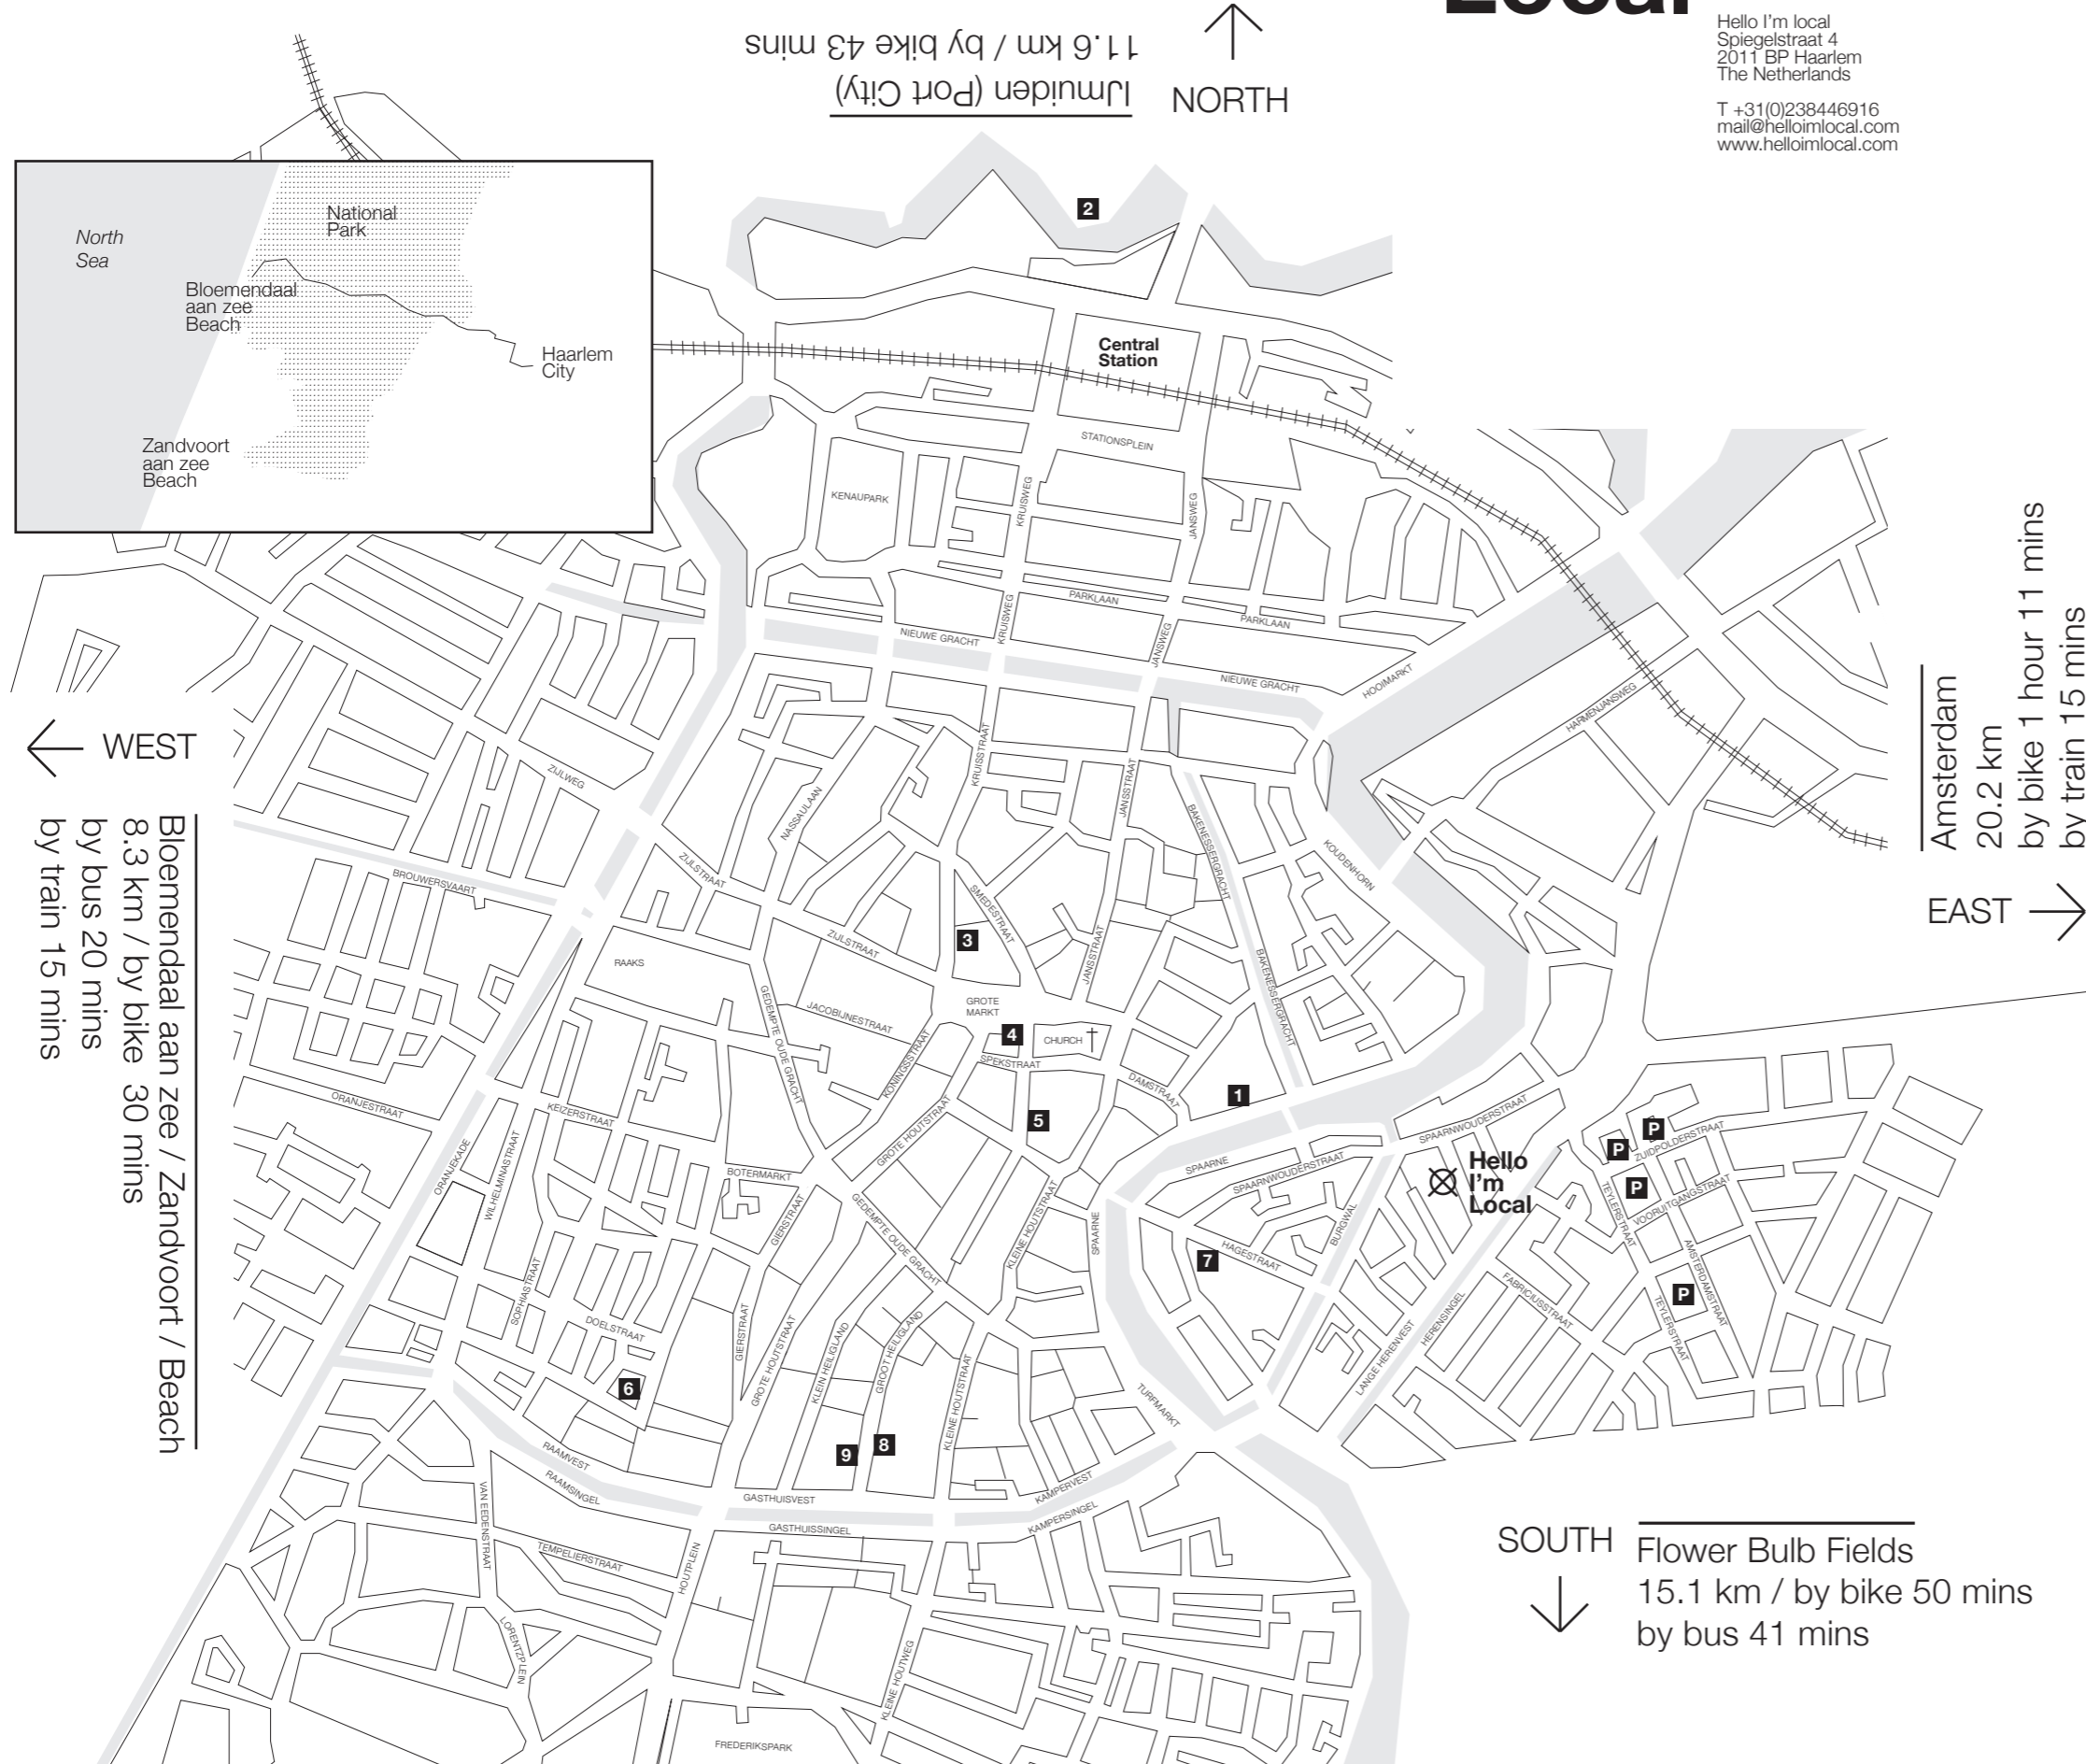 Local
Hello I'm local
Spiegelstraat 4
2011 BP Haarlem
The Netherlands
T +31(0)238446916
mail@helloimlocal.com
www.helloimlocal.com
IJmuiden (Port City)
11.6 km / by bike 43 mins
NORTH
North
Sea
National
Park
Bloemendaal
aan zee
Beach
Haarlem
City
Zandvoort
aan zee
Beach
2
Central
Station
STATIONSPLEIN
KENAUPARK
KRUISWEG
JANSWEG
PARKLAAN
PARKLAAN
KRUISWEG
JANSWEG
NIEUWE GRACHT
NIEUWE GRACHT
HOOIMARKT
HARMENJANSWEG
Amsterdam
20.2 km
by bike 1 hour 11 mins
by train 15 mins
EAST
WEST
Bloemendaal aan zee / Zandvoort / Beach
8.3 km / by bike 30 mins
by bus 20 mins
by train 15 mins
ZIJLWEG
NASSAULAAN
KRUISSTRAAT
JANSSTRAAT
BAKENESSERGRACHT
KOUDENHORN
BROUWERSVAART
ZIJLSTRAAT
SMEDESTRAAT
ZIJLSTRAAT
3
JANSSTRAAT
BAKENESSERGRACHT
RAAKS
GEDEMPTE OUDE GRACHT
JACOBIJNESTRAAT
GROTE
MARKT
4
CHURCH
SPEKSTRAAT
KONINGSSTRAAT
DAMSTRAAT
1
5
ORANJESTRAAT
KEIZERSTRAAT
GROTE HOUTSTRAAT
ORANJEKADE
WILHELMINASTRAAT
BOTERMARKT
SPAARNE
SPAARNWOUDERSTRAAT
SPAARNWOUDERSTRAAT
Hello
I'm
Local
P
P
ZUIDPOLDERSTRAAT
P
VOORUITGANGSTRAAT
TEYLERSTRAAT
AMSTERDAMSTRAAT
P
TEYLERSTRAAT
GIERSTRAAT
GEDEMPTE OUDE GRACHT
KLEINE HOUTSTRAAT
SPAARNE
7
HAGESTRAAT
BURGWAL
FABRICIUSSTRAAT
HERENSINGEL
LANGE HERENVEST
SOPHIASTRAAT
DOELSTRAAT
6
GIERSTRAAT
GROTE HOUTSTRAAT
KLEIN HEILIGLAND
GROOT HEILIGLAND
KLEINE HOUTSTRAAT
TURFMARKT
9
8
RAAMVEST
RAAMSINGEL
GASTHUISVEST
GASTHUISSINGEL
KAMPERVEST
KAMPERSINGEL
VAN EEDENSTRAAT
TEMPELIERSTRAAT
HOUTPLEIN
LORENTZPLEIN
KLEINE HOUTWEG
FREDERIKSPARK
SOUTH
Flower Bulb Fields
15.1 km / by bike 50 mins
by bus 41 mins